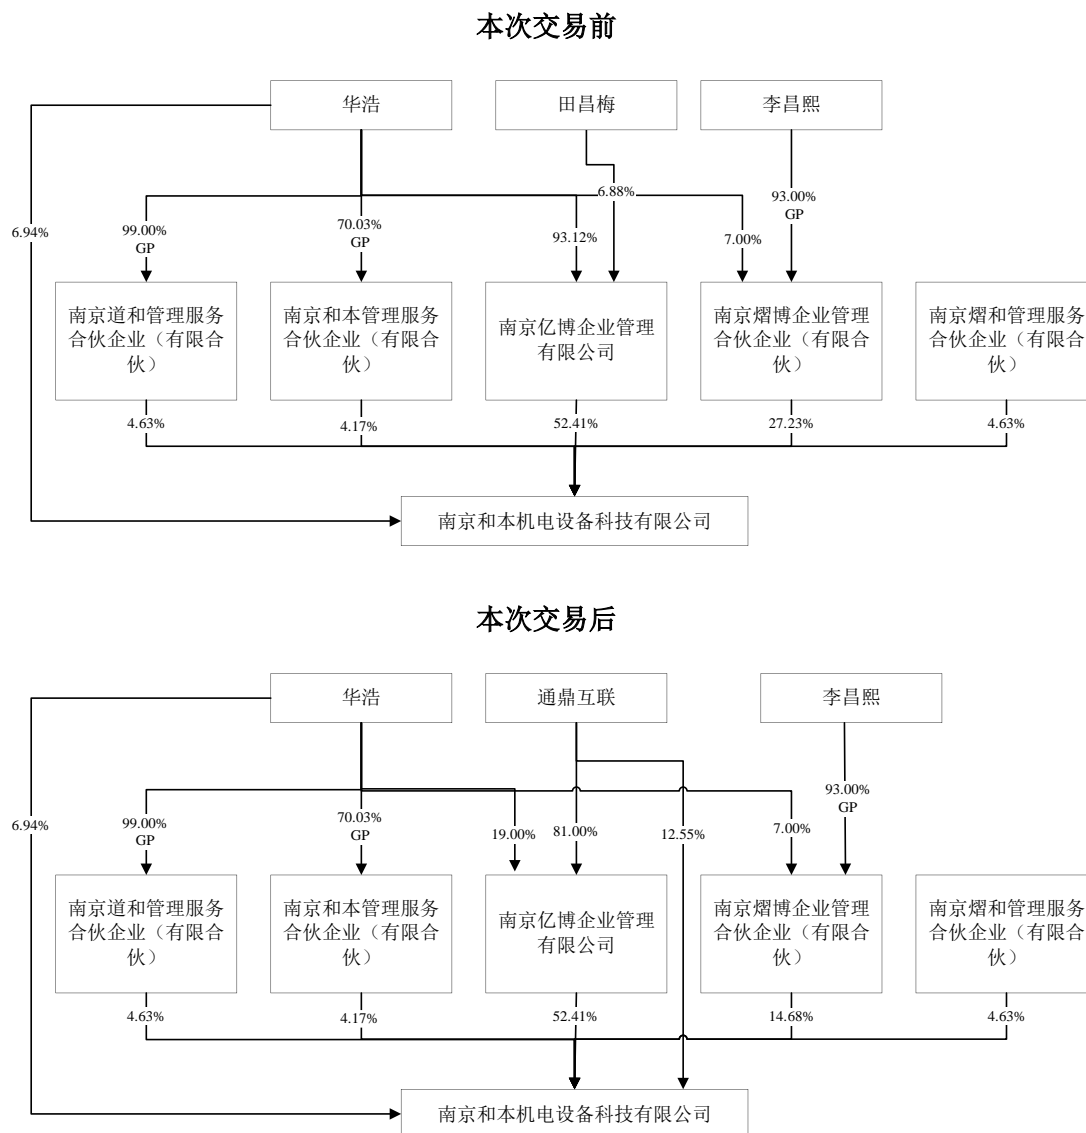 本次交易前
华浩
田昌梅
李昌熙
6.94%
99.00%
GP
70.03%
GP
93.12%
6.88%
7.00%
93.00%
GP
南京道和管理服务
合伙企业（有限合
伙）
南京和本管理服务
合伙企业（有限合
伙）
南京亿博企业管理
有限公司
南京熠博企业管理
合伙企业（有限合
伙）
南京熠和管理服务
合伙企业（有限合
伙）
4.63%
4.17%
52.41%
27.23%
4.63%
南京和本机电设备科技有限公司
本次交易后
华浩
通鼎互联
李昌熙
6.94%
99.00%
GP
70.03%
GP
19.00%
81.00%
12.55%
7.00%
93.00%
GP
南京道和管理服务
合伙企业（有限合
伙）
南京和本管理服务
合伙企业（有限合
伙）
南京亿博企业管理
有限公司
南京熠博企业管理
合伙企业（有限合
伙）
南京熠和管理服务
合伙企业（有限合
伙）
4.63%
4.17%
52.41%
14.68%
4.63%
南京和本机电设备科技有限公司